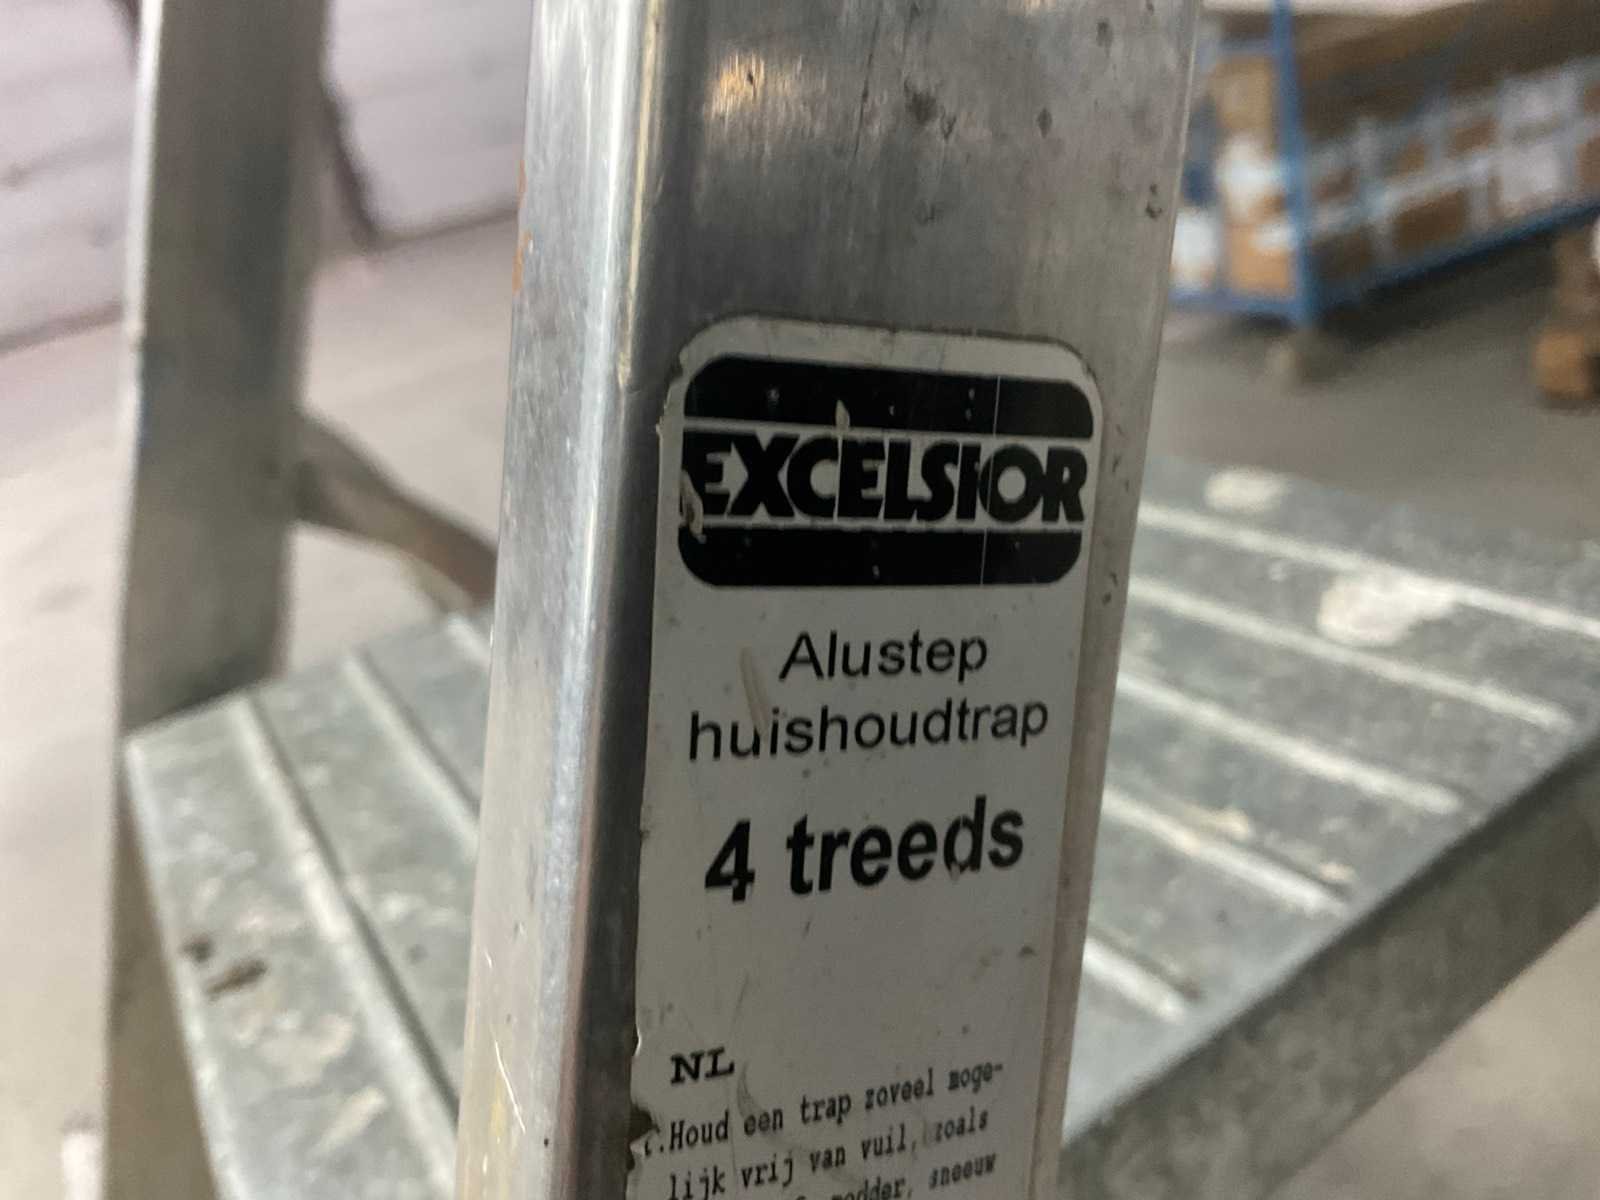 EXCELSIOR
Alustep
huishoudtrap
4 treeds
NL
.Houd een trap zoveel moge-
lijk vrij van vuil, zoals
modder, sneeuw